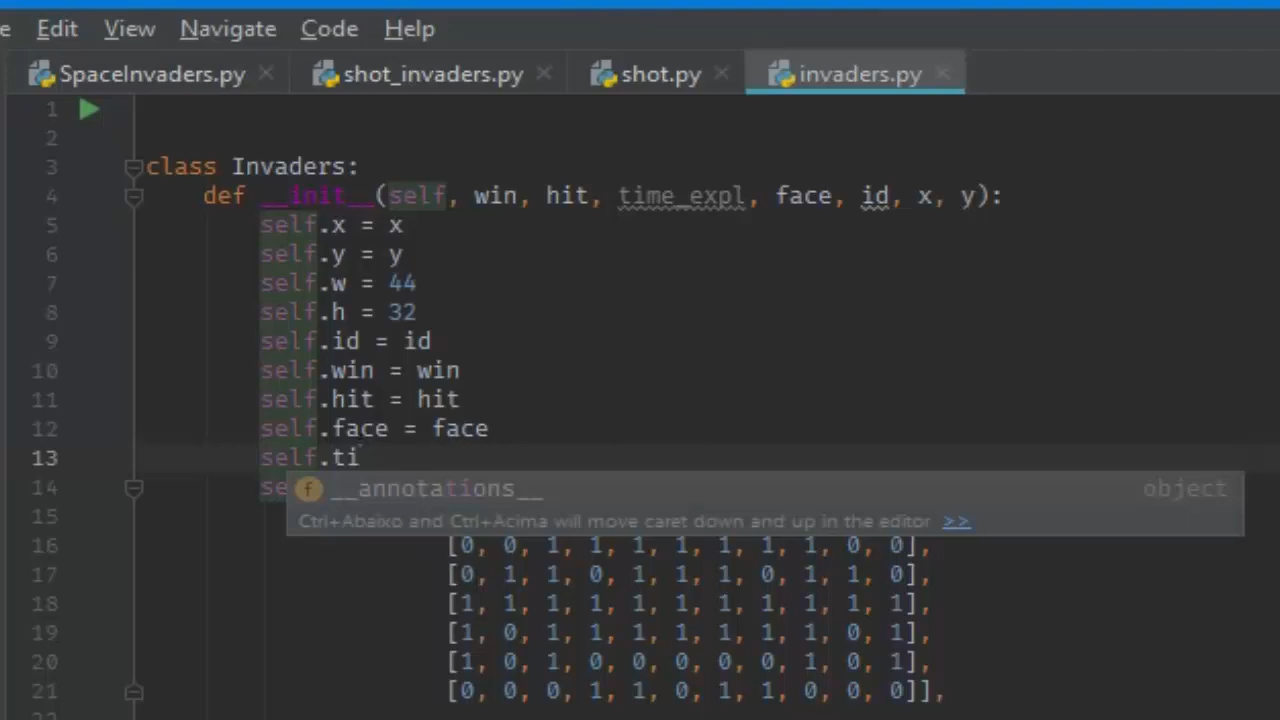 e Edit View Navigate Code Help
SpaceInvaders.py shot_invaders.py shot.py invaders.py
1
2
3 class Invaders:
4 def __init__(self, win, hit, time_expl, face, id, x, y):
5 self.x = x
6 self.y = y
7 self.w = 44
8 self.h = 32
9 self.id = id
10 self.win = win
11 self.hit = hit
12 self.face = face
13 self.ti
14 se f __annotations__ object
15 Ctrl+Abaixo and Ctrl+Acima will move caret down and up in the editor >>
16 [0, 0, 1, 1, 1, 1, 1, 1, 1, 0, 0],
17 [0, 1, 1, 0, 1, 1, 1, 0, 1, 1, 0],
18 [1, 1, 1, 1, 1, 1, 1, 1, 1, 1, 1],
19 [1, 0, 1, 1, 1, 1, 1, 1, 1, 0, 1],
20 [1, 0, 1, 0, 0, 0, 0, 0, 1, 0, 1],
21 [0, 0, 0, 1, 1, 0, 1, 1, 0, 0, 0]],